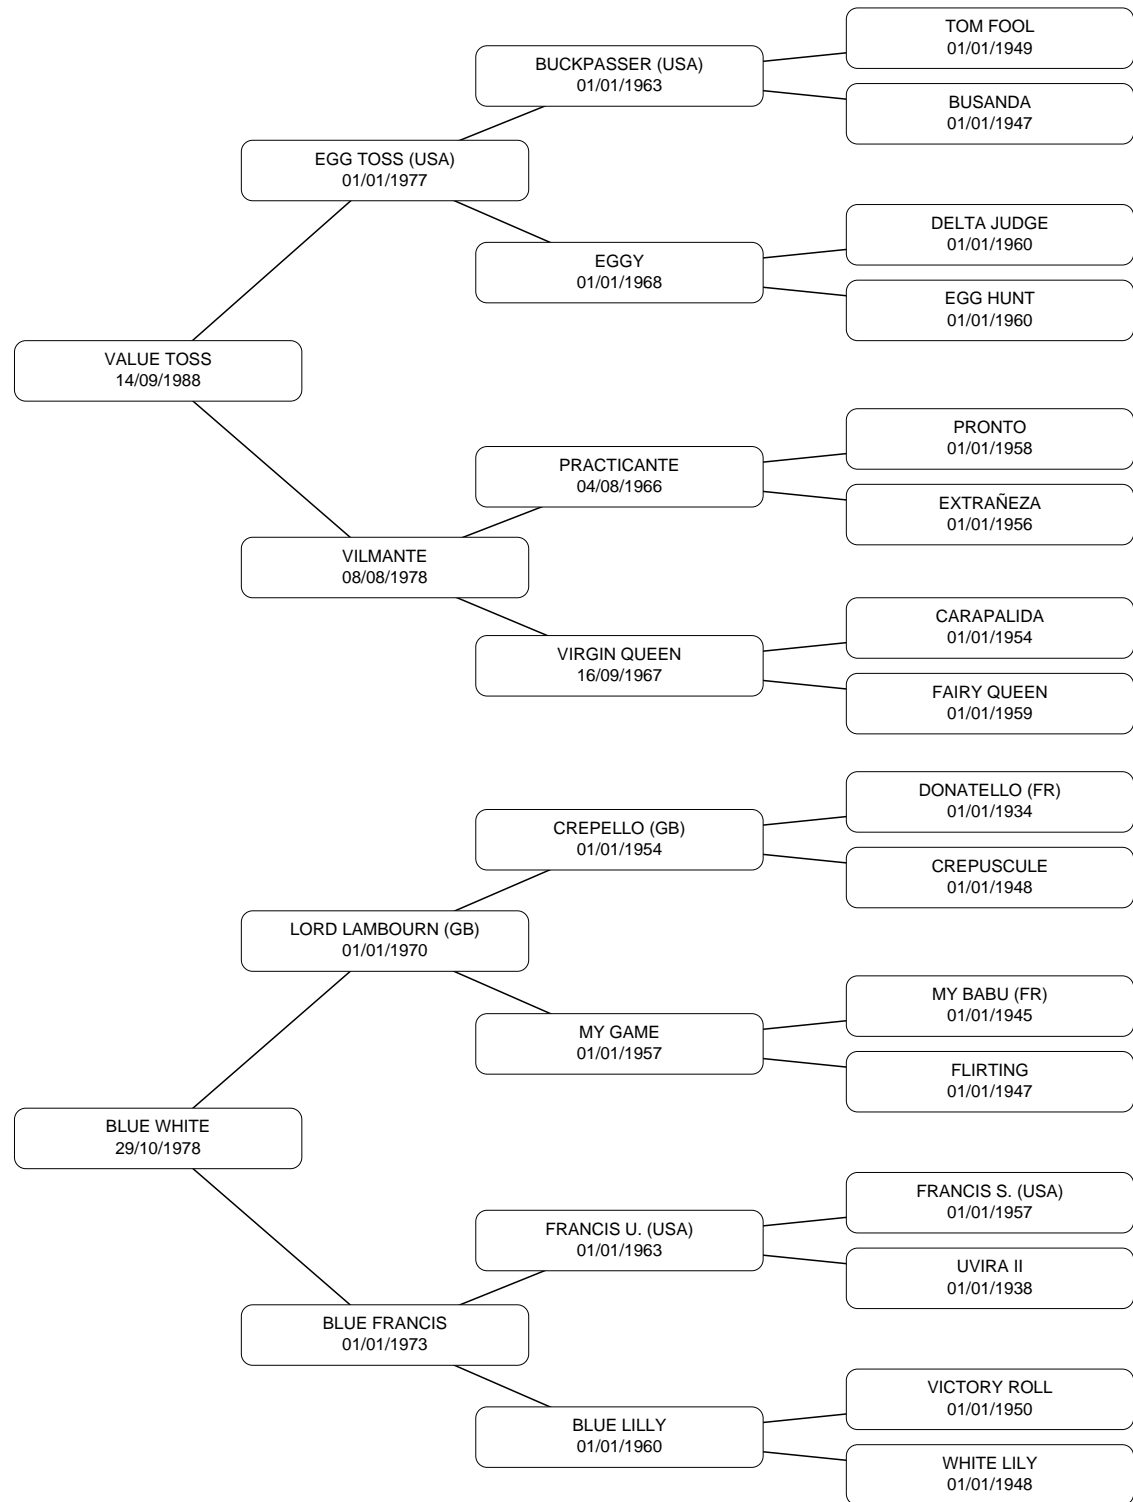 TOM FOOL
01/01/1949
BUCKPASSER (USA)
01/01/1963
BUSANDA
01/01/1947
EGG TOSS (USA)
01/01/1977
DELTA JUDGE
01/01/1960
EGGY
01/01/1968
EGG HUNT
01/01/1960
VALUE TOSS
14/09/1988
PRONTO
01/01/1958
PRACTICANTE
04/08/1966
EXTRAÑEZA
01/01/1956
VILMANTE
08/08/1978
CARAPALIDA
01/01/1954
VIRGIN QUEEN
16/09/1967
FAIRY QUEEN
01/01/1959
DONATELLO (FR)
01/01/1934
CREPELLO (GB)
01/01/1954
CREPUSCULE
01/01/1948
LORD LAMBOURN (GB)
01/01/1970
MY BABU (FR)
01/01/1945
MY GAME
01/01/1957
FLIRTING
01/01/1947
BLUE WHITE
29/10/1978
FRANCIS S. (USA)
01/01/1957
FRANCIS U. (USA)
01/01/1963
UVIRA II
01/01/1938
BLUE FRANCIS
01/01/1973
VICTORY ROLL
01/01/1950
BLUE LILLY
01/01/1960
WHITE LILY
01/01/1948